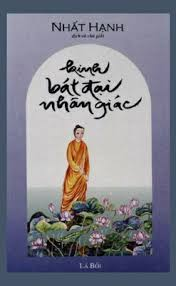 NHẤT HẠNH
dịch và chú giải
kinh
bát đại
nhân giác
LÁ BỐI